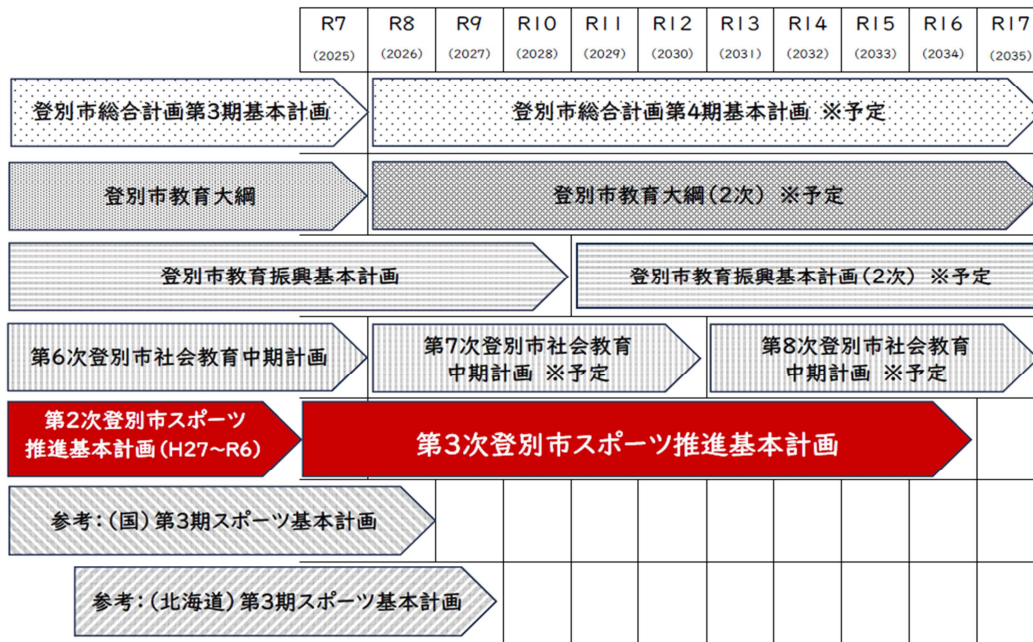 R7 R8 R9 R10 R11 R12 R13 R14 R15 R16 R17
(2025) (2026) (2027) (2028) (2029) (2030) (2031) (2032) (2033) (2034) (2035)
登別市総合計画第3期基本計画
登別市総合計画第4期基本計画 ※予定
登別市教育大綱
登別市教育大綱(2次) ※予定
登別市教育振興基本計画
登別市教育振興基本計画(2次) ※予定
第6次登別市社会教育中期計画
第7次登別市社会教育
中期計画 ※予定
第8次登別市社会教育
中期計画 ※予定
第2次登別市スポーツ
推進基本計画(H27~R6)
第3次登別市スポーツ推進基本計画
参考:(国)第3期スポーツ基本計画
参考:(北海道)第3期スポーツ基本計画